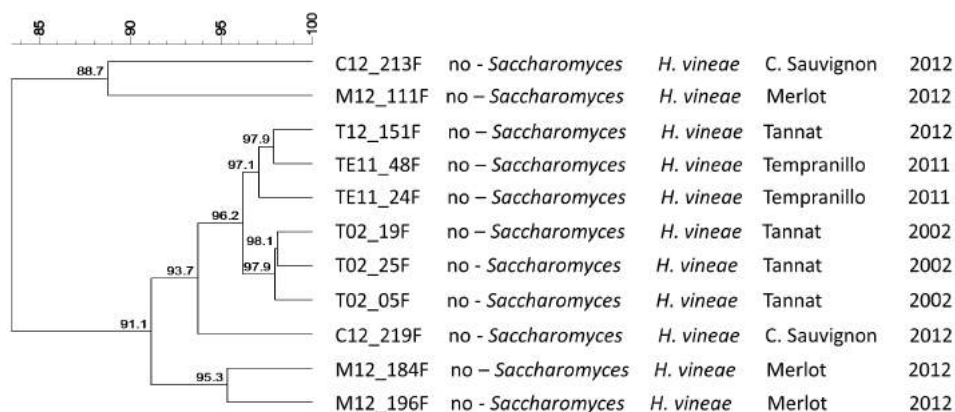 85 90 95 100
88.7 C12_213F no - Saccharomyces H. vineae C. Sauvignon 2012
M12_111F no – Saccharomyces H. vineae Merlot 2012
97.9 T12_151F no – Saccharomyces H. vineae Tannat 2012
97.1 TE11_48F no – Saccharomyces H. vineae Tempranillo 2011
TE11_24F no - Saccharomyces H. vineae Tempranillo 2011
96.2 98.1 T02_19F no – Saccharomyces H. vineae Tannat 2002
93.7 97.9 T02_25F no - Saccharomyces H. vineae Tannat 2002
T02_05F no - Saccharomyces H. vineae Tannat 2002
91.1 C12_219F no - Saccharomyces H. vineae C. Sauvignon 2012
95.3 M12_184F no – Saccharomyces H. vineae Merlot 2012
M12_196F no - Saccharomyces H. vineae Merlot 2012